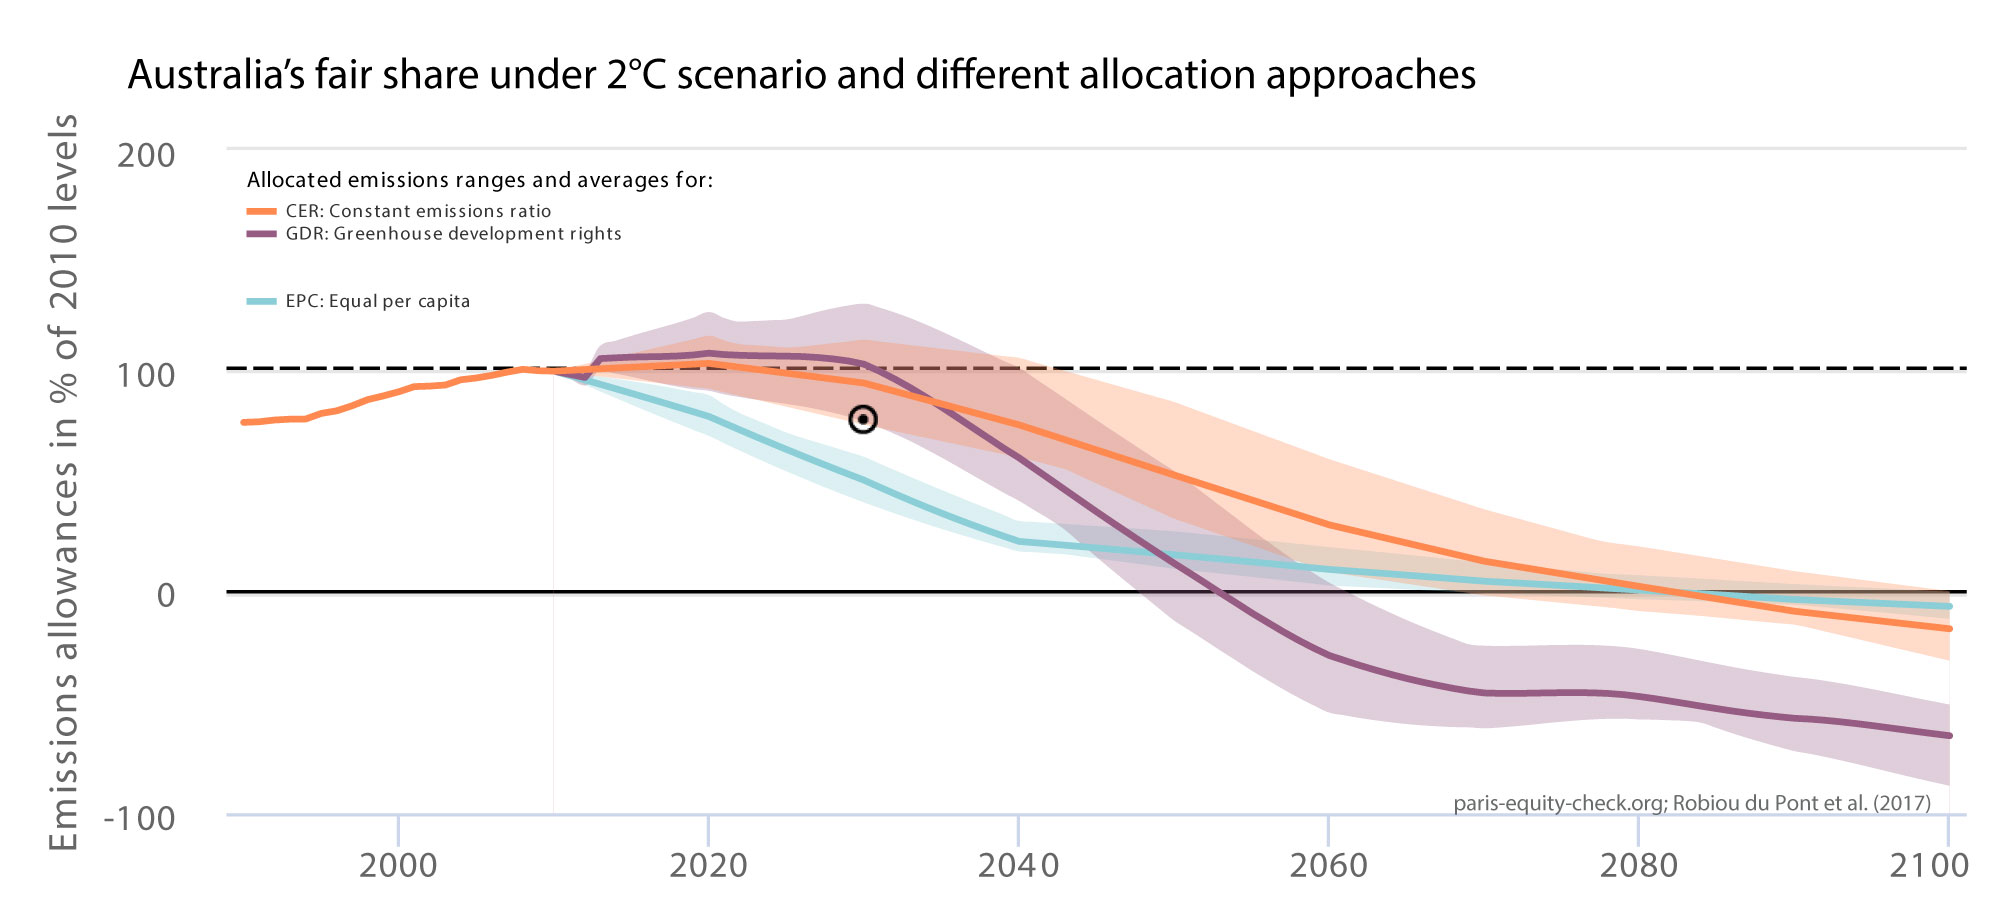 Australia's fair share under 2°C scenario and different allocation approaches
Emissions allowances in % of 2010 levels
200
100
0
-100
Allocated emissions ranges and averages for:
CER: Constant emissions ratio
GDR: Greenhouse development rights
EPC: Equal per capita
paris-equity-check.org; Robiou du Pont et al. (2017)
2000 2020 2040 2060 2080 2100